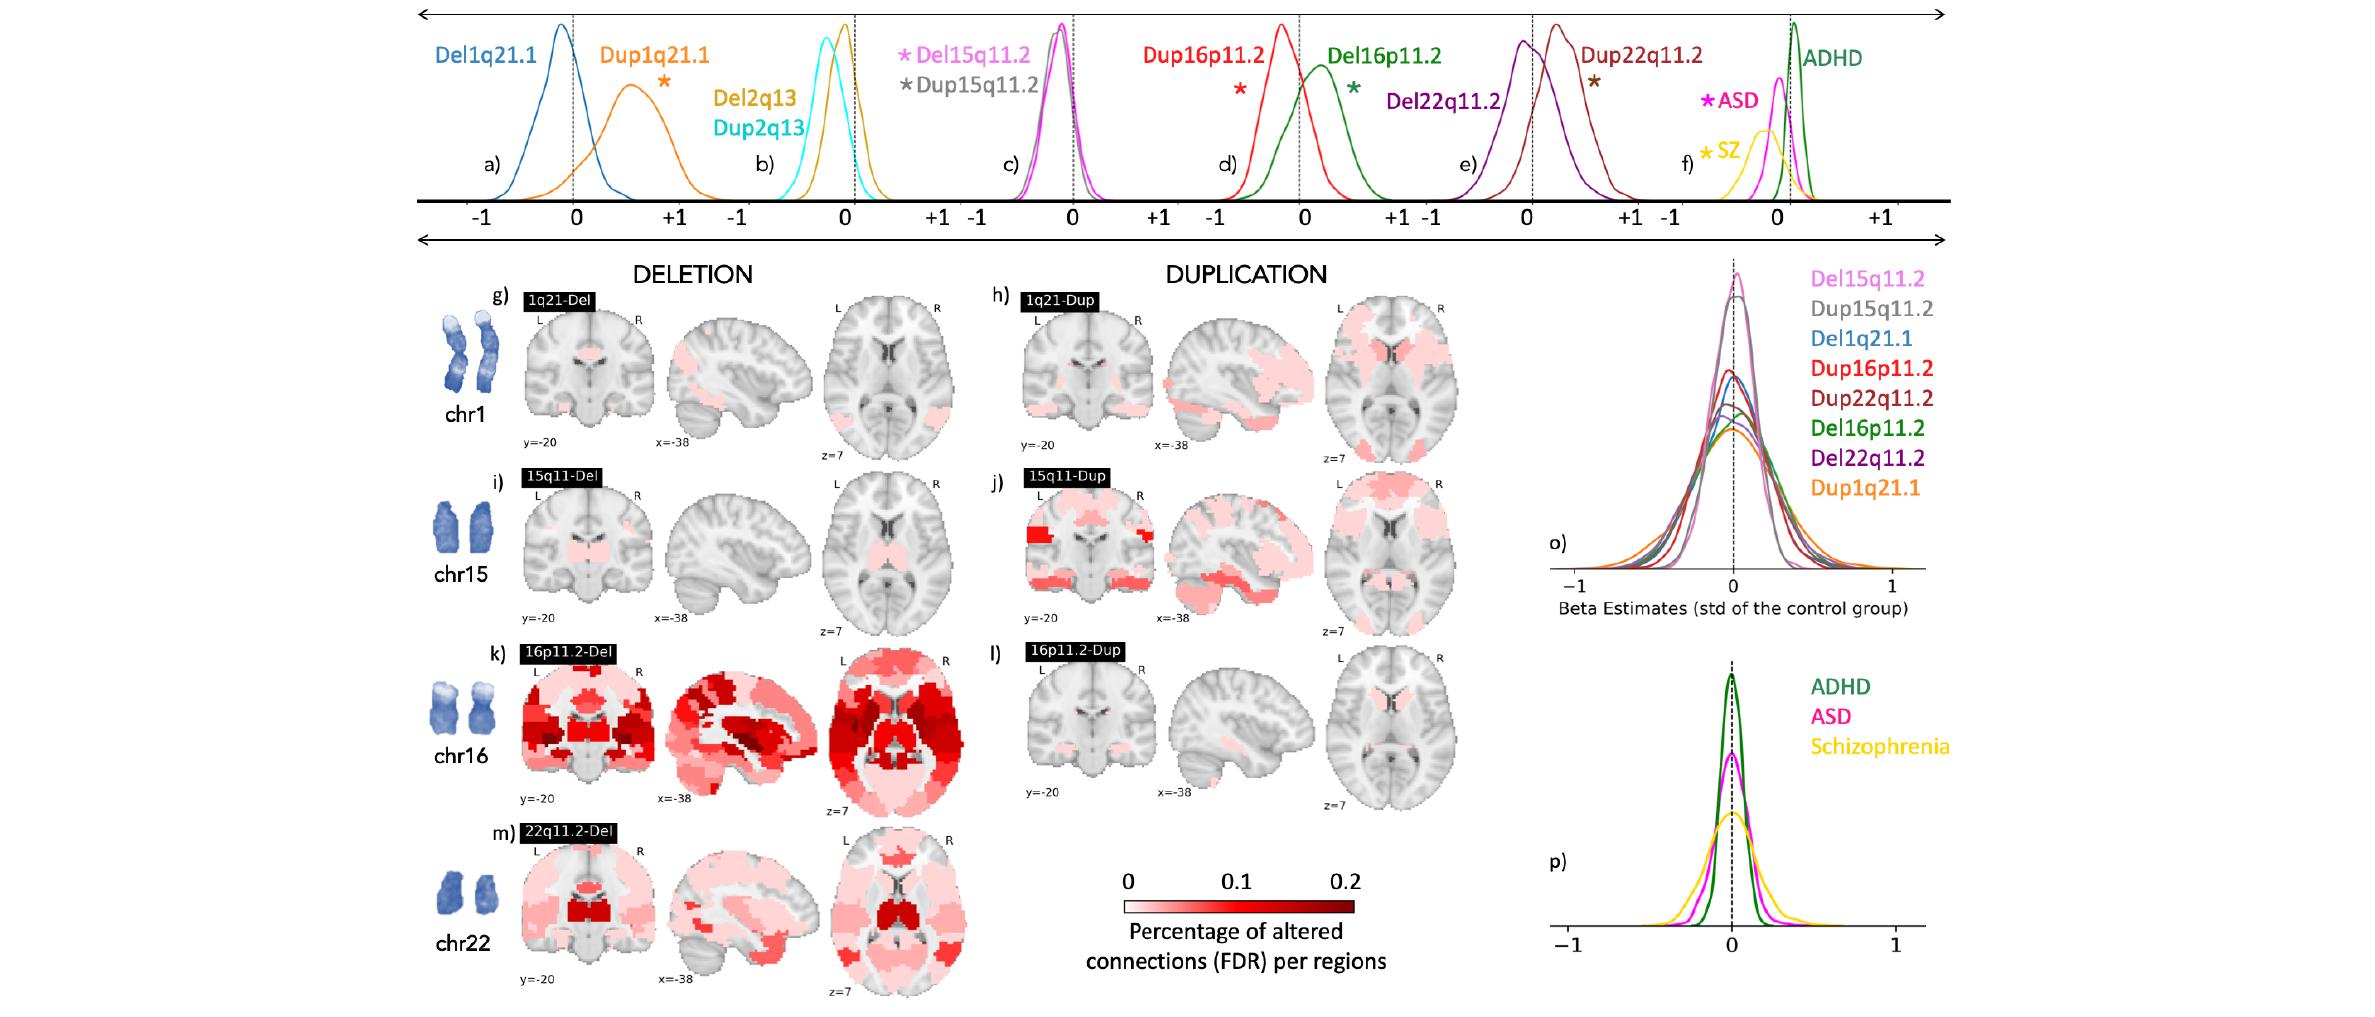 Del1q21.1
Dup1q21.1
*
a)
Del2q13
Dup2q13
b)
* Del15q11.2
* Dup15q11.2
c)
Dup16p11.2
*
Del16p11.2
*
d)
Del22q11.2
Dup22q11.2
*
e)
* ASD
ADHD
* SZ
f)
-1 0 +1 -1 0 +1 -1 0 +1 -1 0 +1 -1 0 +1 -1 0 +1
DELETION
DUPLICATION
g)
1q21-Del
L R
L R
chr1
y=-20
x=-38
z=7
h)
1q21-Dup
L R
L R
y=-20
x=-38
z=7
i)
15q11-Del
L R
L R
chr15
y=-20
x=-38
z=7
j)
15q11-Dup
L R
L R
y=-20
x=-38
z=7
k)
16p11.2-Del
L R
L R
chr16
y=-20
x=-38
z=7
l)
16p11.2-Dup
L R
L R
y=-20
x=-38
z=7
m)
22q11.2-Del
L R
L R
chr22
y=-20
x=-38
z=7
0 0.1 0.2
Percentage of altered
connections (FDR) per regions
Del15q11.2
Dup15q11.2
Del1q21.1
Dup16p11.2
Dup22q11.2
Del16p11.2
Del22q11.2
Dup1q21.1
o)
−1 0 1
Beta Estimates (std of the control group)
ADHD
ASD
Schizophrenia
p)
−1 0 1